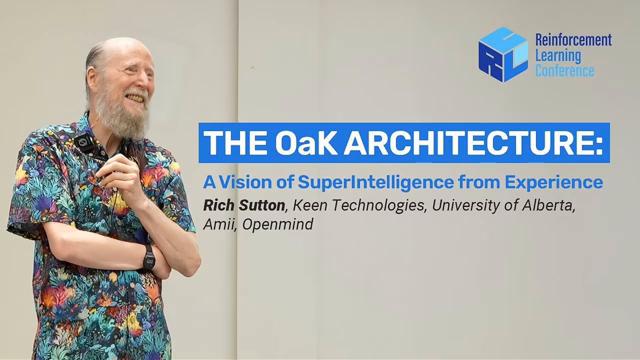 RL
Reinforcement
Learning
Conference
THE OaK ARCHITECTURE:
A Vision of SuperIntelligence from Experience
Rich Sutton, Keen Technologies, University of Alberta,
Amii, Openmind